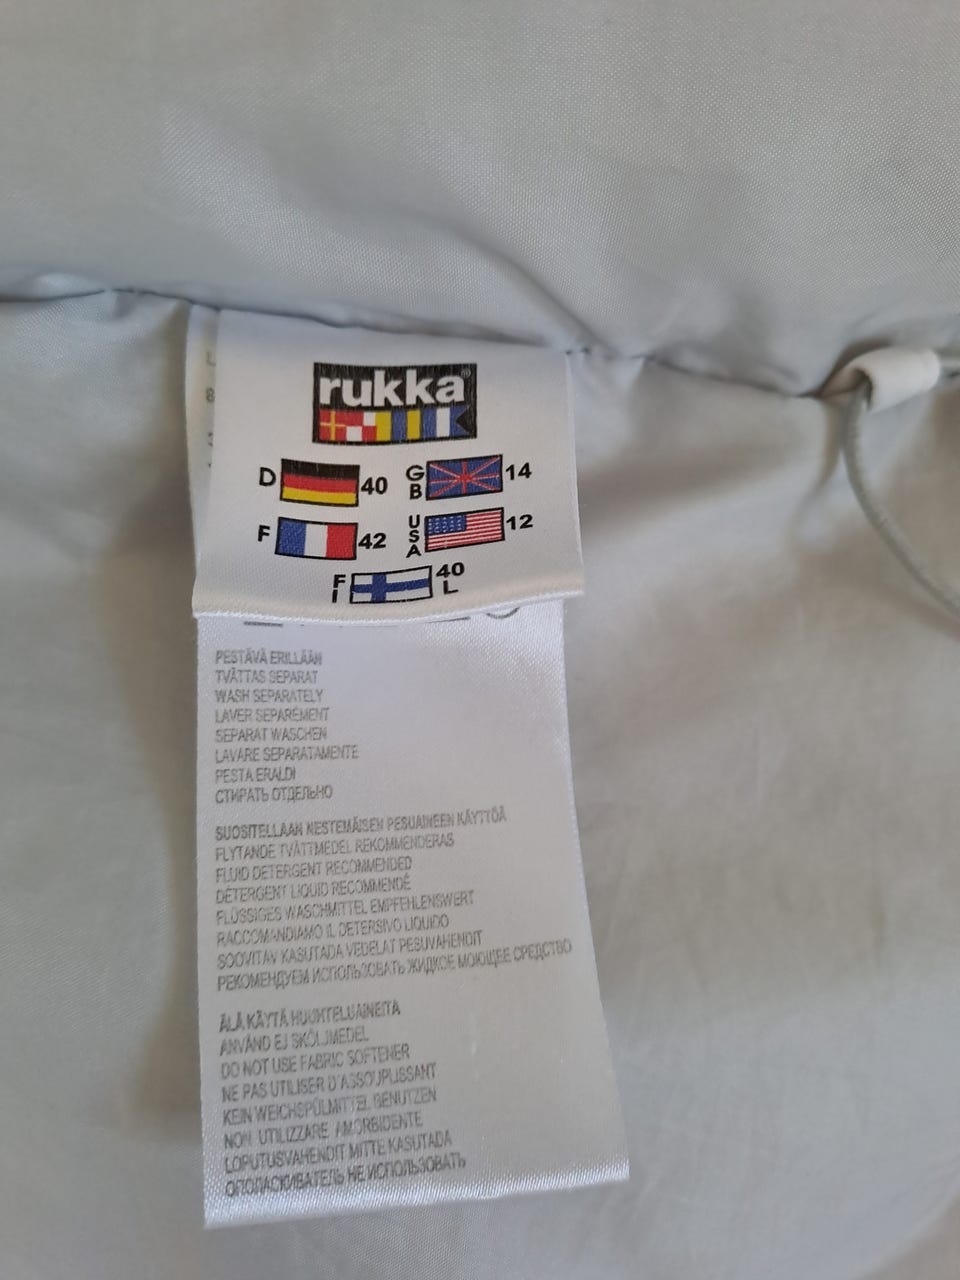 rukka®
D 40 GB 14
F 42 USA 12
FI 40 L
PESTÄVÄ ERILLÄÄN
TVÄTTAS SEPARAT
WASH SEPARATELY
LAVER SEPARÉMENT
SEPARAT WASCHEN
LAVARE SEPARATAMENTE
PESTA ERALDI
СТИРАТЬ ОТДЕЛЬНО
SUOSITELLAAN NESTEMÄISEN PESUAINEEN KÄYTTÖÄ
FLYTANDE TVÄTTMEDEL REKOMMENDERAS
FLUID DETERGENT RECOMMENDED
DÉTERGENT LIQUID RECOMMENDÉ
FLÜSSIGES WASCHMITTEL EMPFEHLENSWERT
RACCOMANDIAMO IL DETERSIVO LIQUIDO
SOOVITAV KASUTADA VEDELAT PESUVAHENDIT
РЕКОМЕНДУЕМ ИСПОЛЬЗОВАТЬ ЖИДКОЕ МОЮЩЕЕ СРЕДСТВО
ÄLÄ KÄYTÄ HUUHTELUAINEITA
ANVÄND EJ SKÖLJMEDEL
DO NOT USE FABRIC SOFTENER
NE PAS UTILISER D'ASSOUPLISSANT
KEIN WEICHSPÜLMITTEL BENUTZEN
NON UTILIZZARE AMORBIDENTE
LOPUTUSVAHENDIT MITTE KASUTADA
ОПОЛАСКИВАТЕЛЬ НЕ ИСПОЛЬЗОВАТЬ